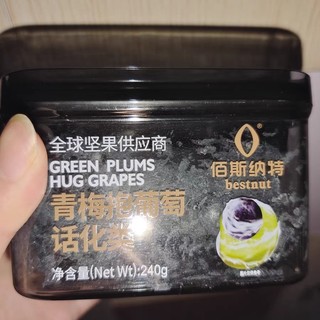 全球坚果供应商
GREEN PLUMS
HUG GRAPES
青梅抱葡萄
话化类
净含量(Net Wt):240g
佰斯纳特
bestnut